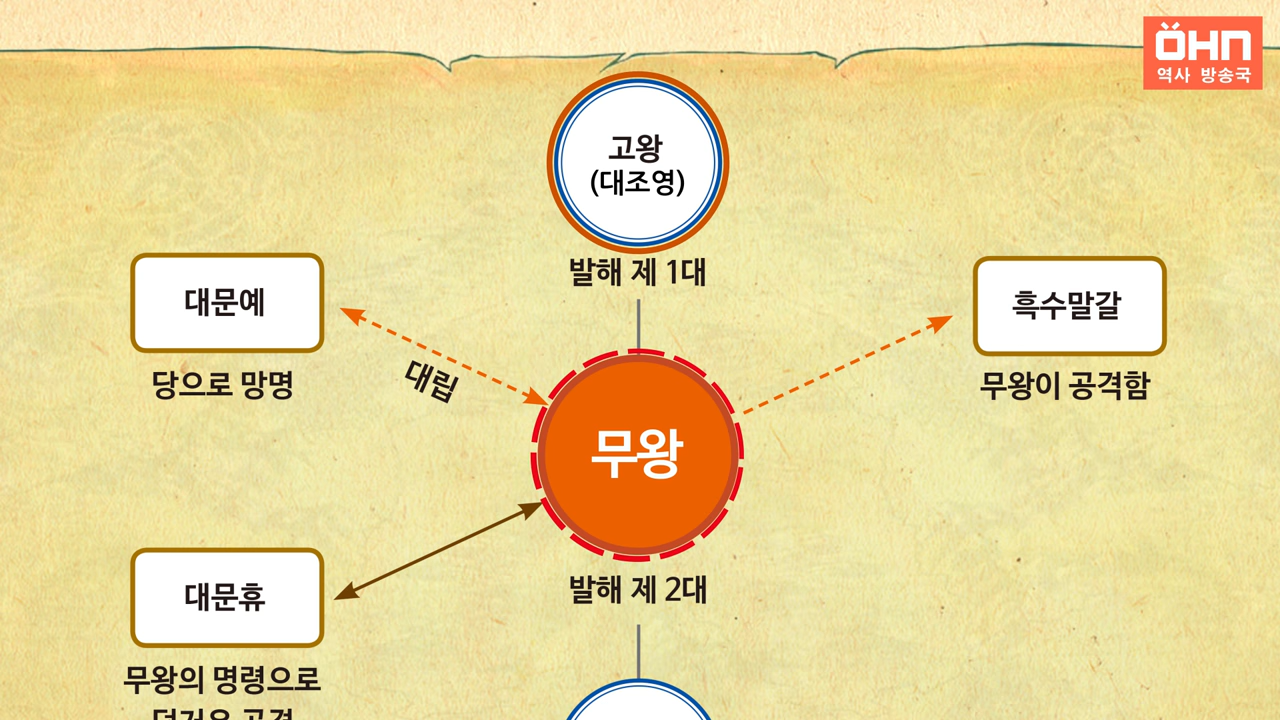 ÖHN
역사 방송국
고왕
(대조영)
발해 제 1대
대문예
당으로 망명
대립
흑수말갈
무왕이 공격함
무왕
발해 제 2대
대문휴
무왕의 명령으로